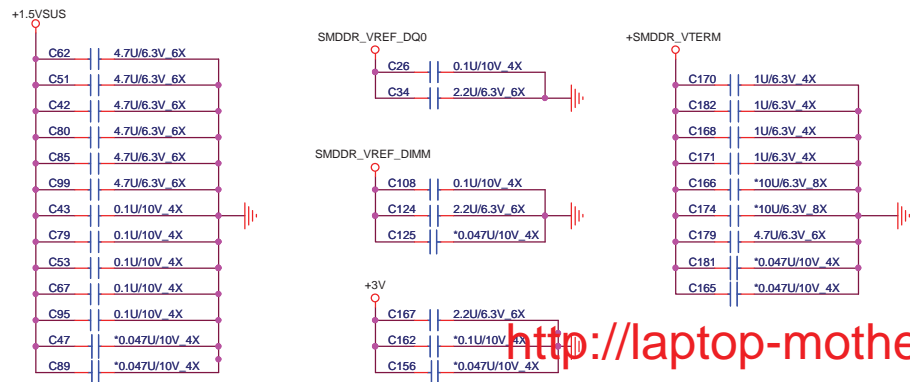 +1.5VSUS
C62 4.7U/6.3V_6X
C51 4.7U/6.3V_6X
C42 4.7U/6.3V_6X
C80 4.7U/6.3V_6X
C85 4.7U/6.3V_6X
C99 4.7U/6.3V_6X
C43 0.1U/10V_4X
C79 0.1U/10V_4X
C53 0.1U/10V_4X
C67 0.1U/10V_4X
C95 0.1U/10V_4X
C47 *0.047U/10V_4X
C89 *0.047U/10V_4X
SMDDR_VREF_DQ0
C26 0.1U/10V_4X
C34 2.2U/6.3V_6X
SMDDR_VREF_DIMM
C108 0.1U/10V_4X
C124 2.2U/6.3V_6X
C125 *0.047U/10V_4X
+3V
C167 2.2U/6.3V_6X
C162 *0.1U/10V_4X
C156 *0.047U/10V_4X
+SMDDR_VTERM
C170 1U/6.3V_4X
C182 1U/6.3V_4X
C168 1U/6.3V_4X
C171 1U/6.3V_4X
C166 *10U/6.3V_8X
C174 *10U/6.3V_8X
C179 4.7U/6.3V_6X
C181 *0.047U/10V_4X
C165 *0.047U/10V_4X
http://laptop-mothe